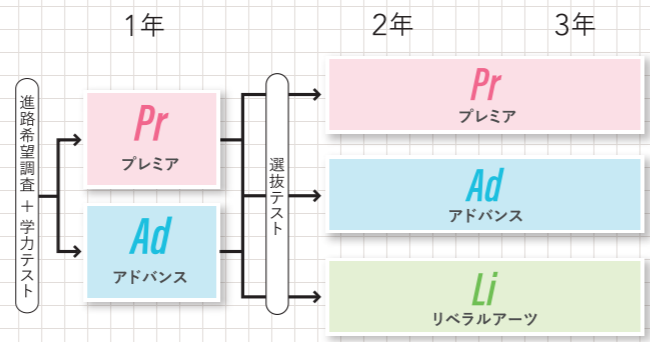 1年
2年
3年
進路希望調査+学力テスト
Pr
プレミア
Ad
アドバンス
選抜テスト
Pr
プレミア
Ad
アドバンス
Li
リベラルアーツ